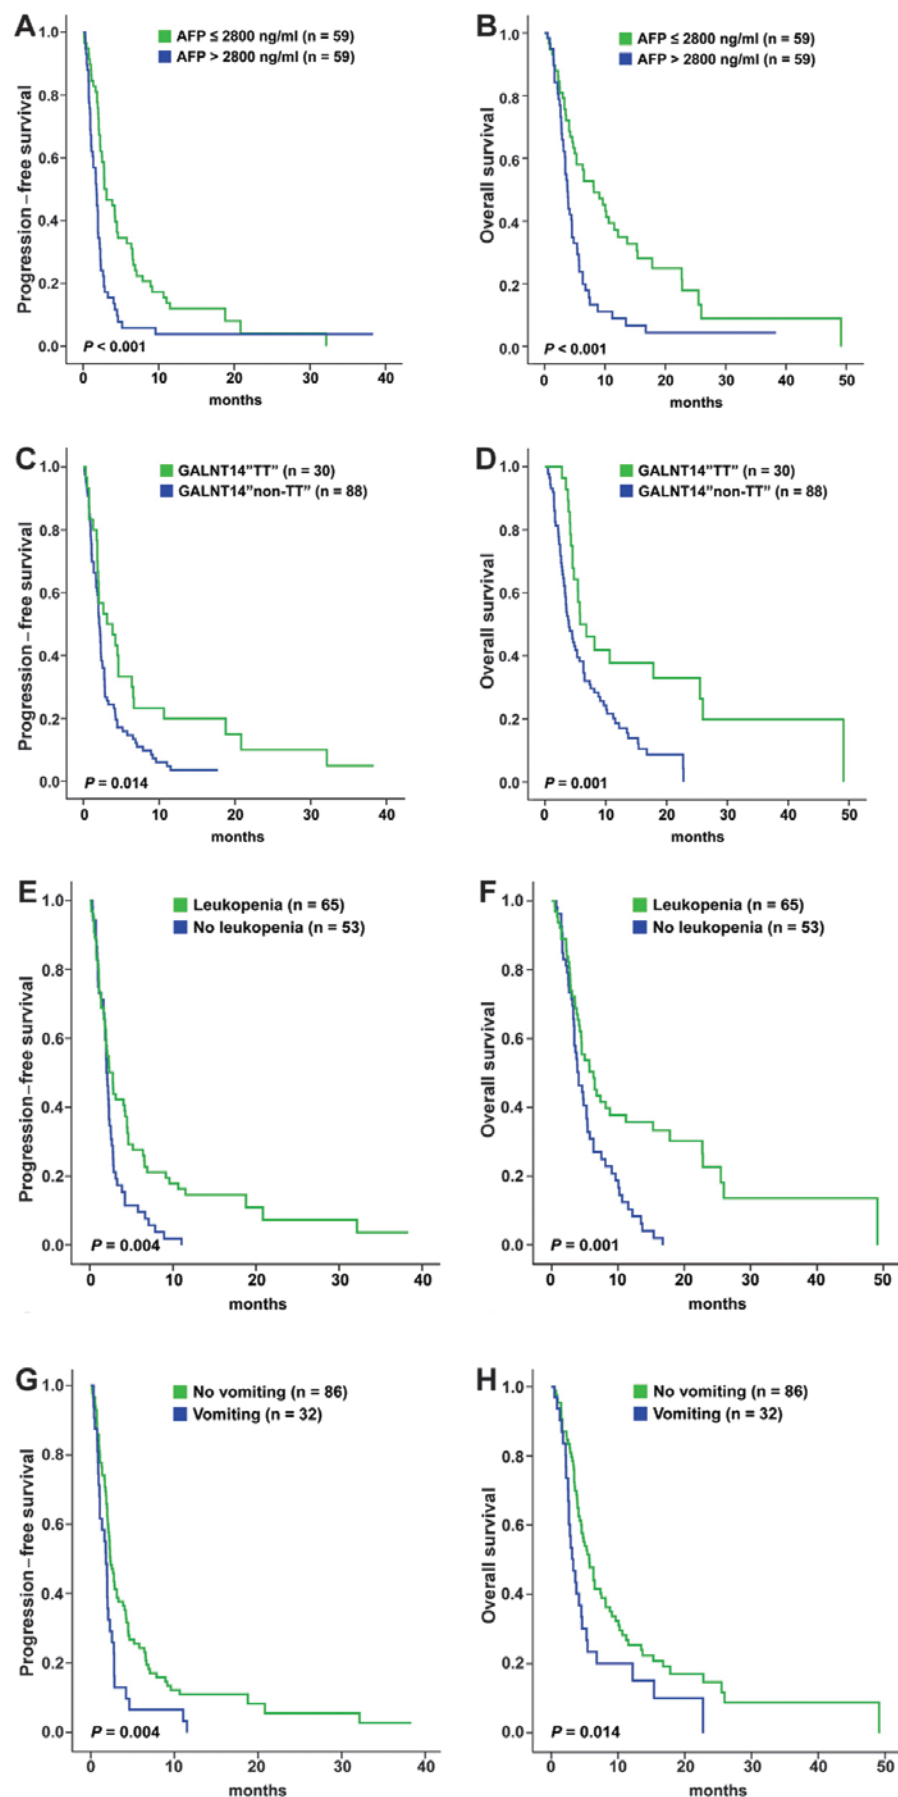 A
AFP ≤ 2800 ng/ml (n = 59)
AFP > 2800 ng/ml (n = 59)
Progression–free survival
1.0
0.8
0.6
0.4
0.2
0.0
P < 0.001
0 10 20 30 40
months
B
AFP ≤ 2800 ng/ml (n = 59)
AFP > 2800 ng/ml (n = 59)
Overall survival
1.0
0.8
0.6
0.4
0.2
0.0
P < 0.001
0 10 20 30 40 50
months
C
GALNT14"TT" (n = 30)
GALNT14"non-TT" (n = 88)
Progression–free survival
1.0
0.8
0.6
0.4
0.2
0.0
P = 0.014
0 10 20 30 40
months
D
GALNT14"TT" (n = 30)
GALNT14"non-TT" (n = 88)
Overall survival
1.0
0.8
0.6
0.4
0.2
0.0
P = 0.001
0 10 20 30 40 50
months
E
Leukopenia (n = 65)
No leukopenia (n = 53)
Progression–free survival
1.0
0.8
0.6
0.4
0.2
0.0
P = 0.004
0 10 20 30 40
months
F
Leukopenia (n = 65)
No leukopenia (n = 53)
Overall survival
1.0
0.8
0.6
0.4
0.2
0.0
P = 0.001
0 10 20 30 40 50
months
G
No vomiting (n = 86)
Vomiting (n = 32)
Progression–free survival
1.0
0.8
0.6
0.4
0.2
0.0
P = 0.004
0 10 20 30 40
months
H
No vomiting (n = 86)
Vomiting (n = 32)
Overall survival
1.0
0.8
0.6
0.4
0.2
0.0
P = 0.014
0 10 20 30 40 50
months